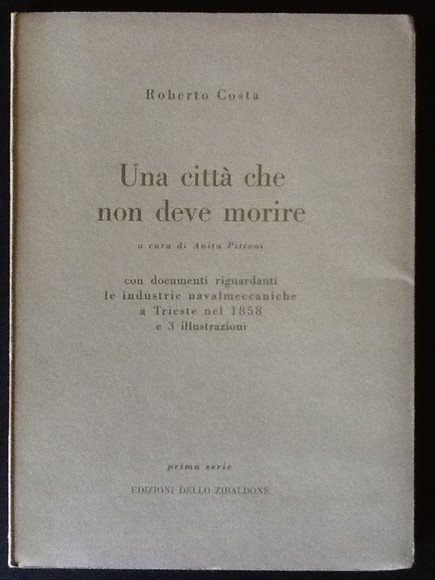 Roberto Costa
Una città che
non deve morire
a cura di Anita Pittoni
con documenti riguardanti
le industrie navalmeccaniche
a Trieste nel 1858
e 3 illustrazioni
prima serie
EDIZIONI DELLO ZIBALDONE